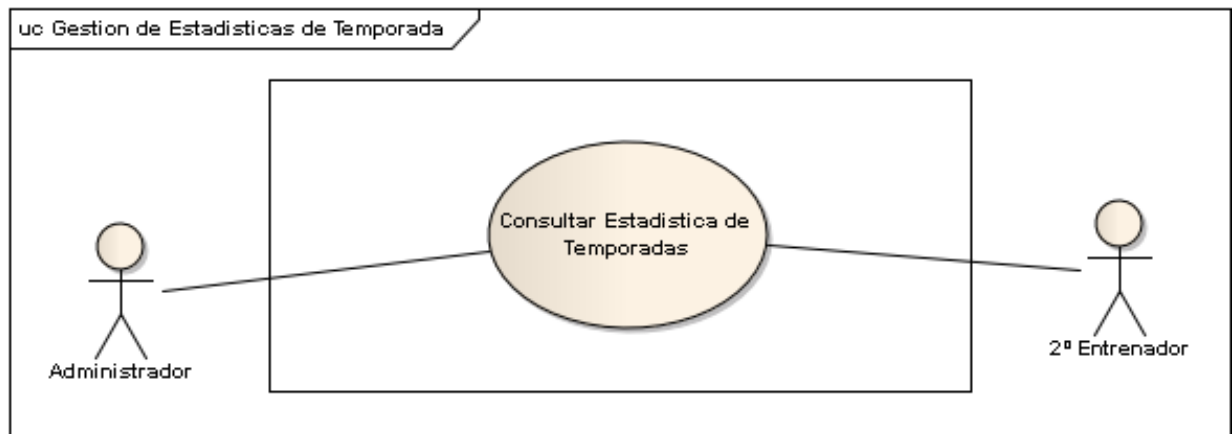 uc Gestion de Estadisticas de Temporada
Consultar Estadistica de
Temporadas
Administrador
2º Entrenador